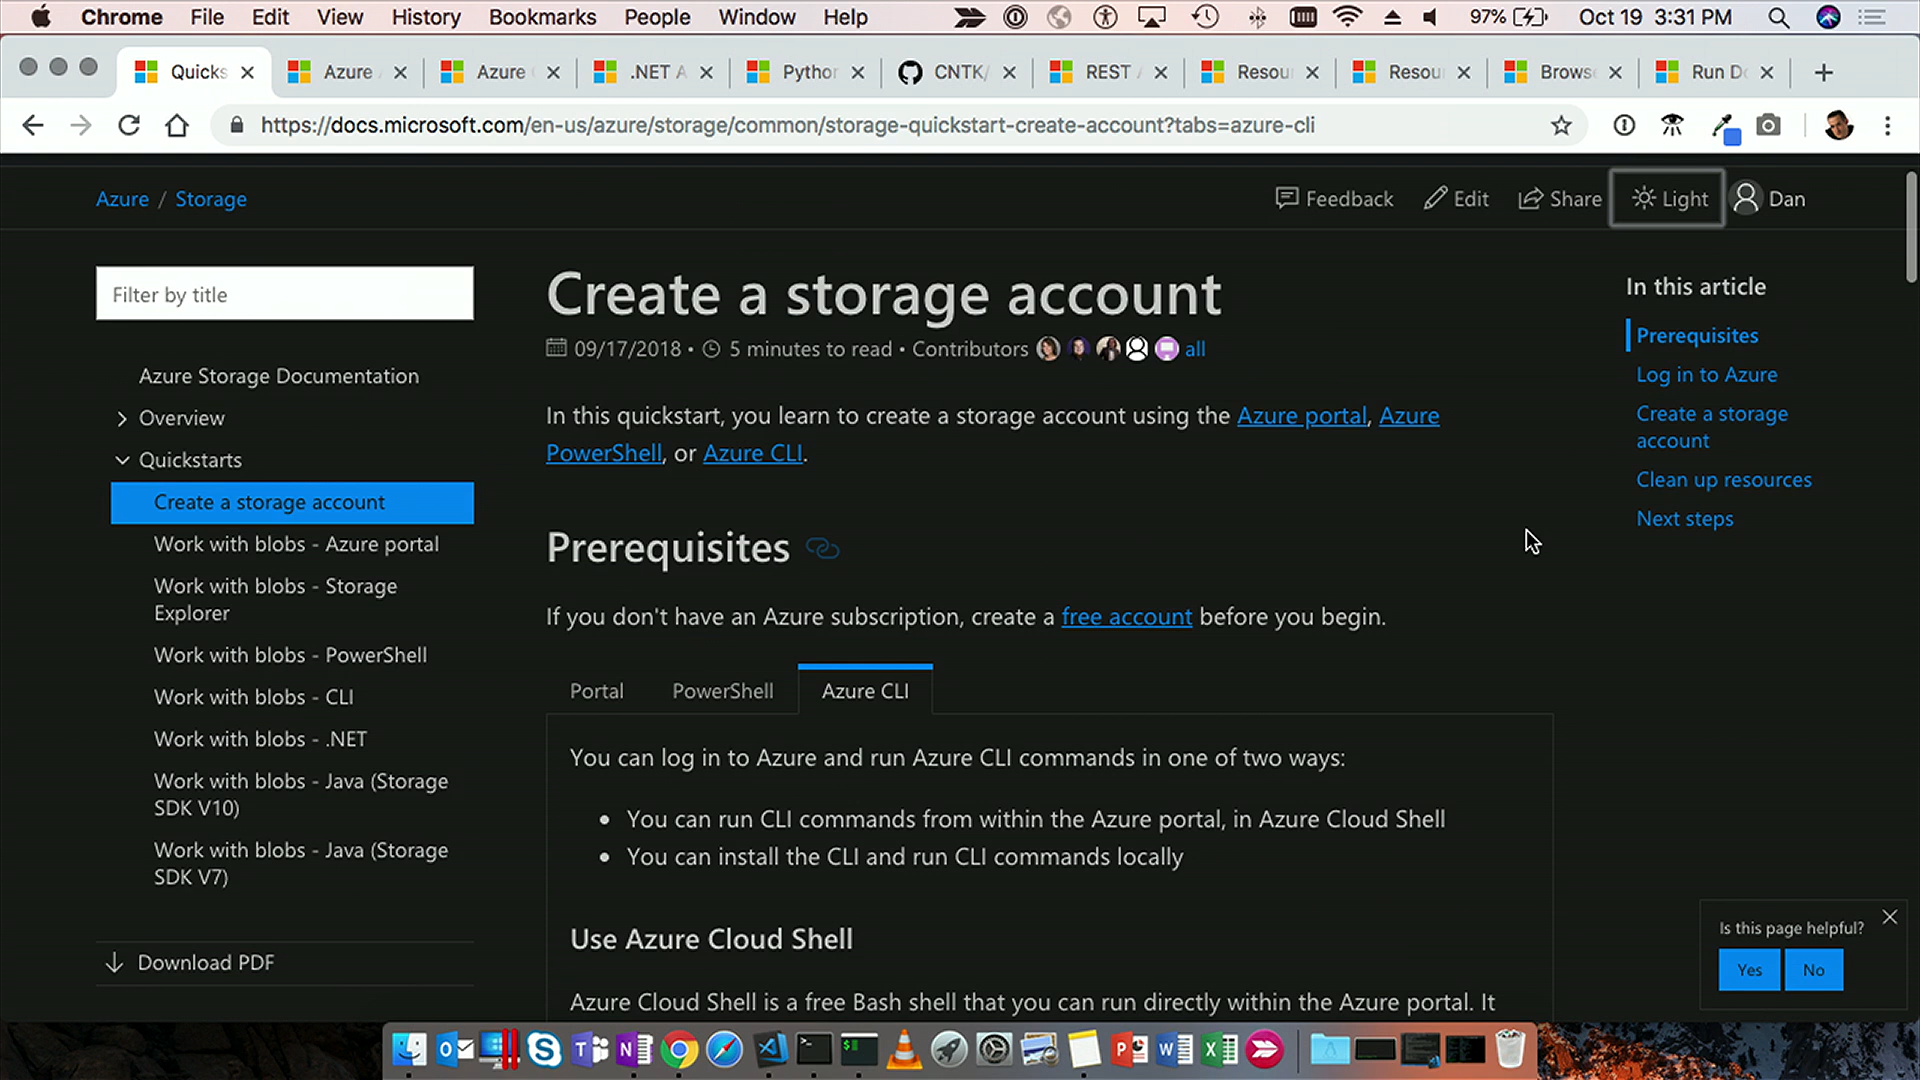 Chrome File Edit View History Bookmarks People Window Help 97% Oct 19 3:31 PM
Quicks Azure Azure .NET A Python CNTK/ REST Resou Resou Brows Run D
https://docs.microsoft.com/en-us/azure/storage/common/storage-quickstart-create-account?tabs=azure-cli
Azure / Storage
Feedback Edit Share Light Dan
Filter by title
Azure Storage Documentation
Overview
Quickstarts
Create a storage account
Work with blobs - Azure portal
Work with blobs - Storage
Explorer
Work with blobs - PowerShell
Work with blobs - CLI
Work with blobs - .NET
Work with blobs - Java (Storage
SDK V10)
Work with blobs - Java (Storage
SDK V7)
Download PDF
Create a storage account
09/17/2018 • 5 minutes to read • Contributors all
In this quickstart, you learn to create a storage account using the Azure portal, Azure
PowerShell, or Azure CLI.
Prerequisites
If you don't have an Azure subscription, create a free account before you begin.
Portal PowerShell Azure CLI
You can log in to Azure and run Azure CLI commands in one of two ways:
• You can run CLI commands from within the Azure portal, in Azure Cloud Shell
• You can install the CLI and run CLI commands locally
Use Azure Cloud Shell
Azure Cloud Shell is a free Bash shell that you can run directly within the Azure portal. It
In this article
Prerequisites
Log in to Azure
Create a storage
account
Clean up resources
Next steps
Is this page helpful?
Yes No